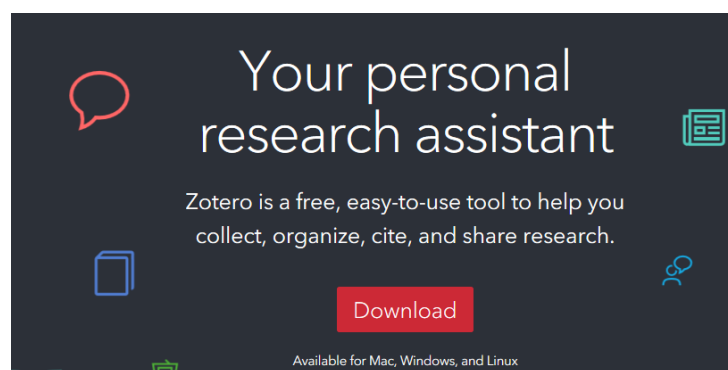 Your personal
research assistant
Zotero is a free, easy-to-use tool to help you
collect, organize, cite, and share research.
Download
Available for Mac, Windows, and Linux